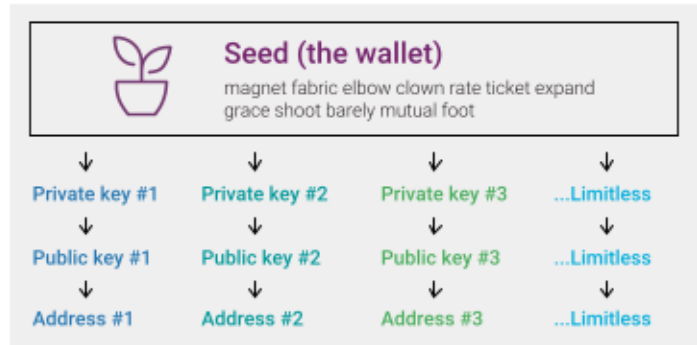 Seed (the wallet)
magnet fabric elbow clown rate ticket expand
grace shoot barely mutual foot
Private key #1 Private key #2 Private key #3 ...Limitless
Public key #1 Public key #2 Public key #3 ...Limitless
Address #1 Address #2 Address #3 ...Limitless